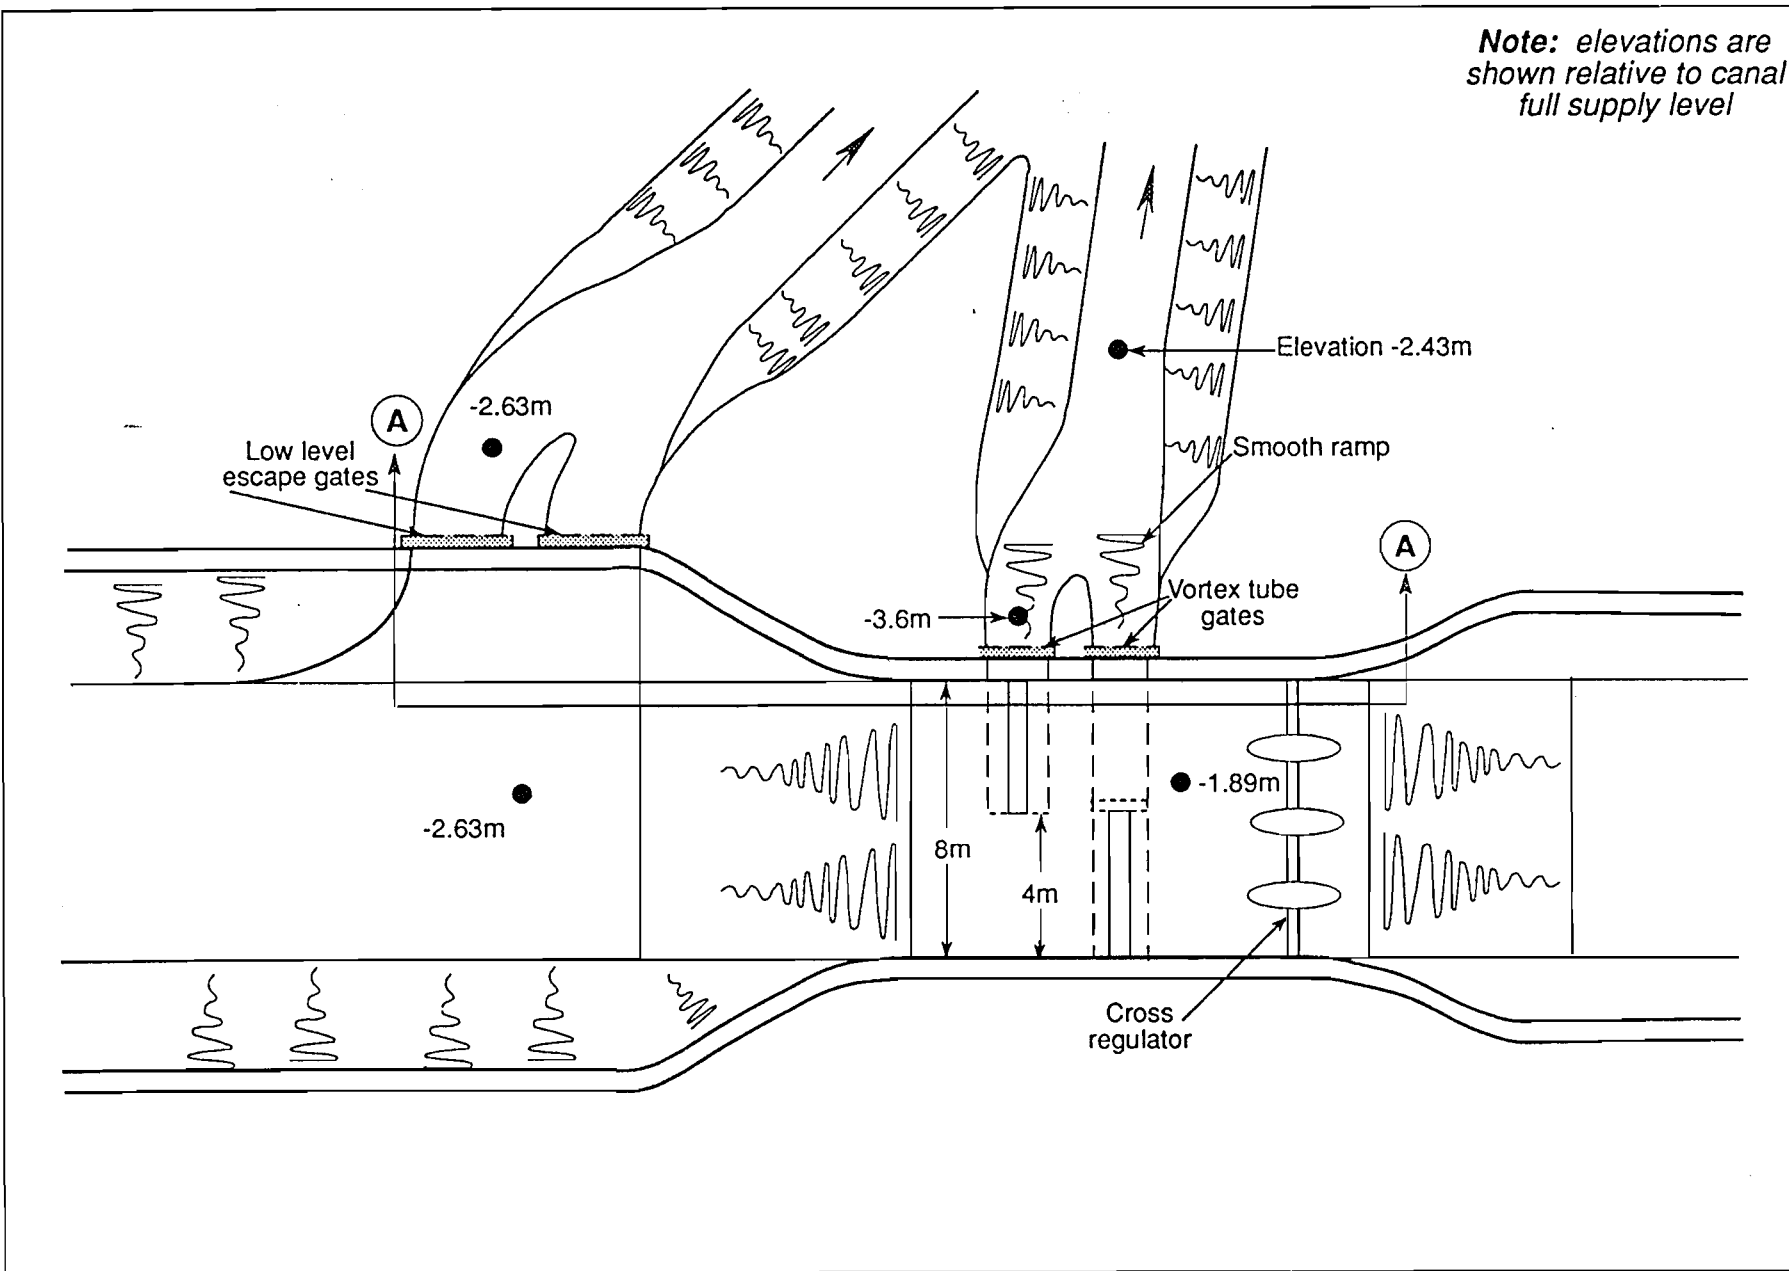 Note: elevations are
shown relative to canal
full supply level
Elevation -2.43m
-2.63m
A
Low level
escape gates
Smooth ramp
A
Vortex tube
gates
-3.6m
-1.89m
-2.63m
8m
4m
Cross
regulator